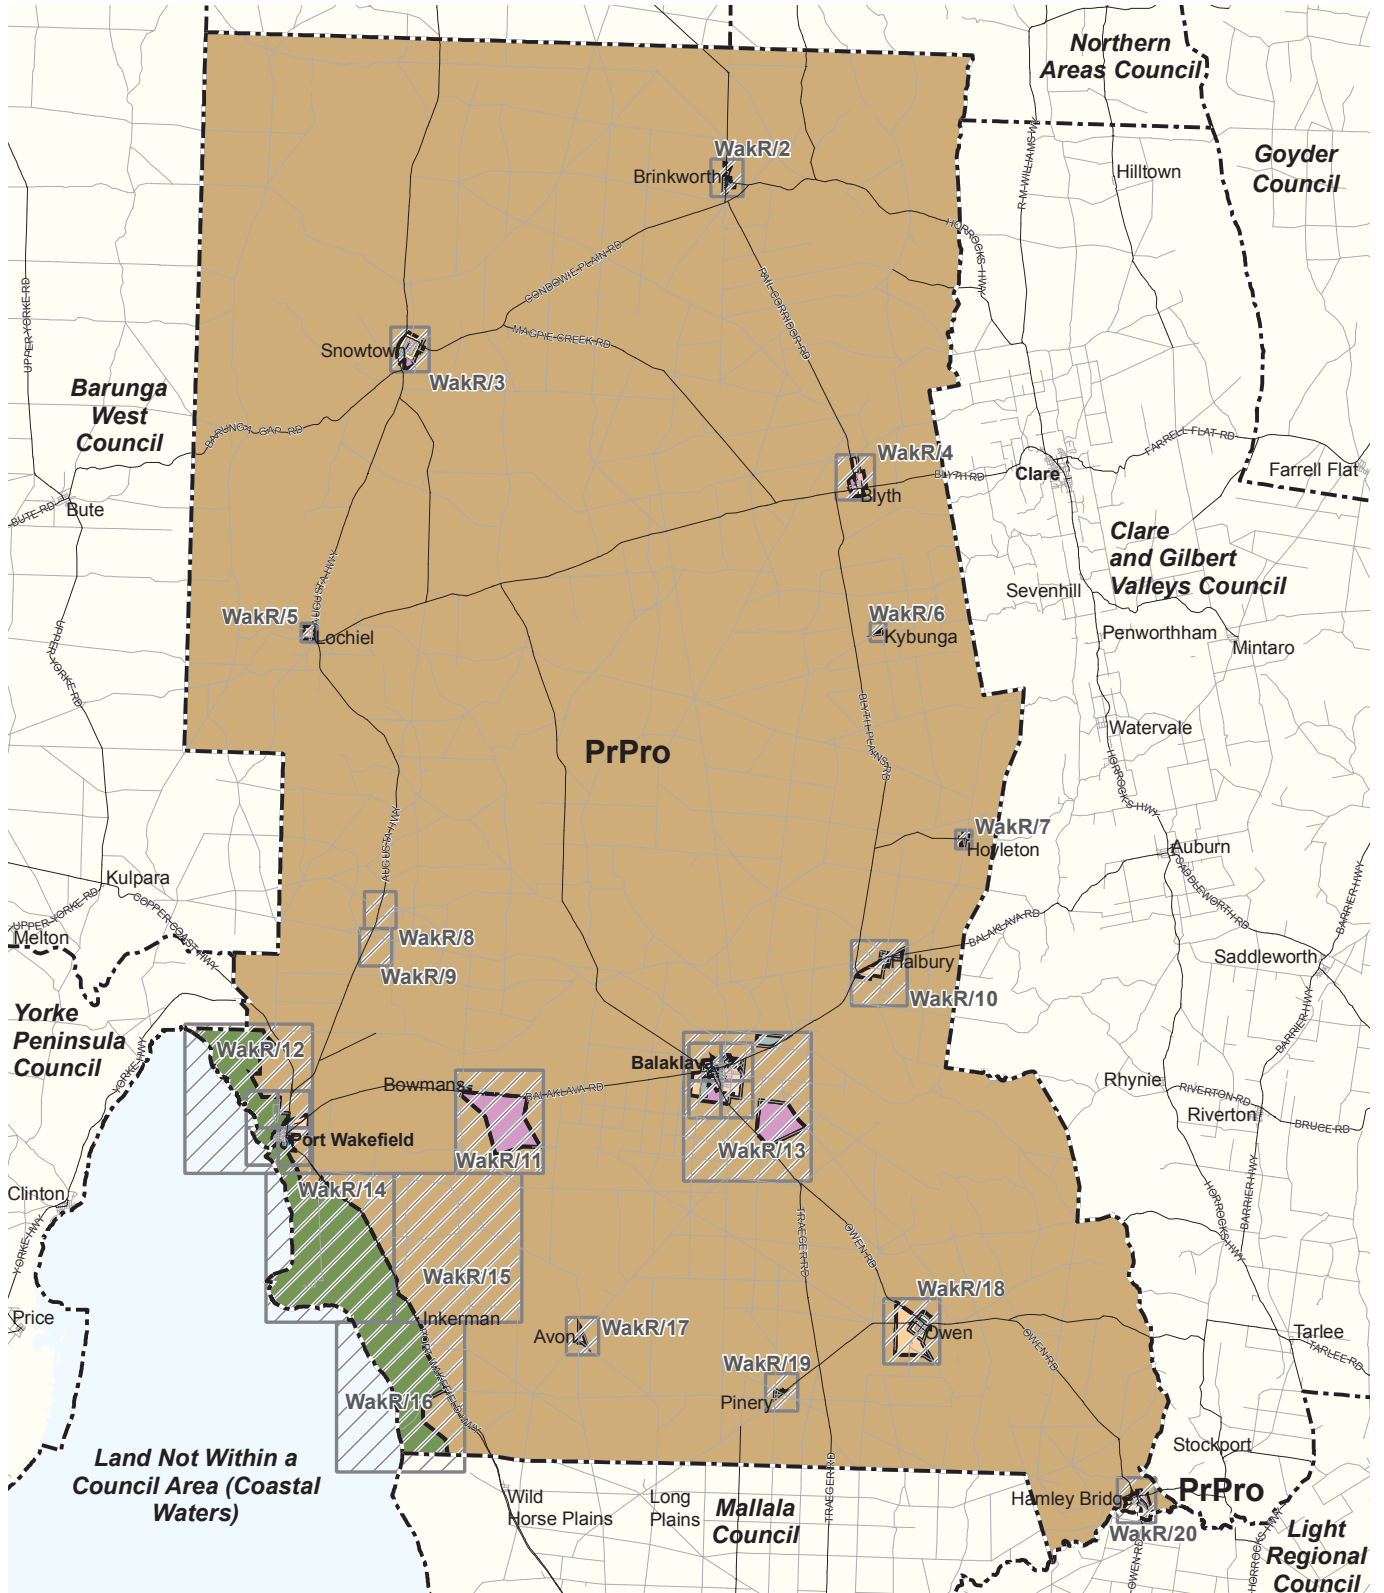 Northern
Areas Council
Goyder
Council
Hilltown
R M WILLIAMS WY
WakR/2
Brinkworth
HORROCKS HWY
CONDOWIE PLAIN RD
RAIL CORRIDOR RD
UPPER YORKE RD
Snowtown
MAGPIE CREEK RD
WakR/3
Barunga
West
Council
BARUNGA GAP RD
FARRELL FLAT RD
WakR/4
BLYTH RD
Clare
Farrell Flat
Blyth
Bute
BUTE RD
Clare
and Gilbert
Valleys Council
AUGUSTA HWY
Sevenhill
WakR/5
Lochiel
WakR/6
Kybunga
Penworthham
Mintaro
UPPER YORKE RD
BLYTH PLAINS RD
Watervale
PrPro
HORROCKS HWY
AUGUSTA HWY
WakR/7
Hoyleton
Auburn
SADDLEWORTH RD
BARRIER HWY
Kulpara
UPPER YORKE RD
COPPER COAST HWY
Melton
WakR/8
WakR/9
BALAKLAVA RD
Halbury
WakR/10
Saddleworth
Yorke
Peninsula
Council
YORKE HWY
WakR/12
BARRIER HWY
Balaklava
Bowmans
BALAKLAVA RD
Rhynie
RIVERTON RD
Riverton
BRUCE RD
Port Wakefield
WakR/11
WakR/13
Clinton
WakR/14
YORKE HWY
BARRIER HWY
HORROCKS HWY
TRAEGER RD
OWEN RD
WakR/15
WakR/18
Price
Inkerman
Avon
WakR/17
Owen
OWEN RD
Tarlee
TARLEE RD
PORT WAKEFIELD HWY
WakR/19
Pinery
WakR/16
Land Not Within a
Council Area (Coastal
Waters)
Stockport
TRAEGER RD
Wild
Horse Plains
Long
Plains
Mallala
Council
Hamley Bridge
PrPro
WakR/20
OWEN RD
HORROCKS HWY
Light
Regional
Council